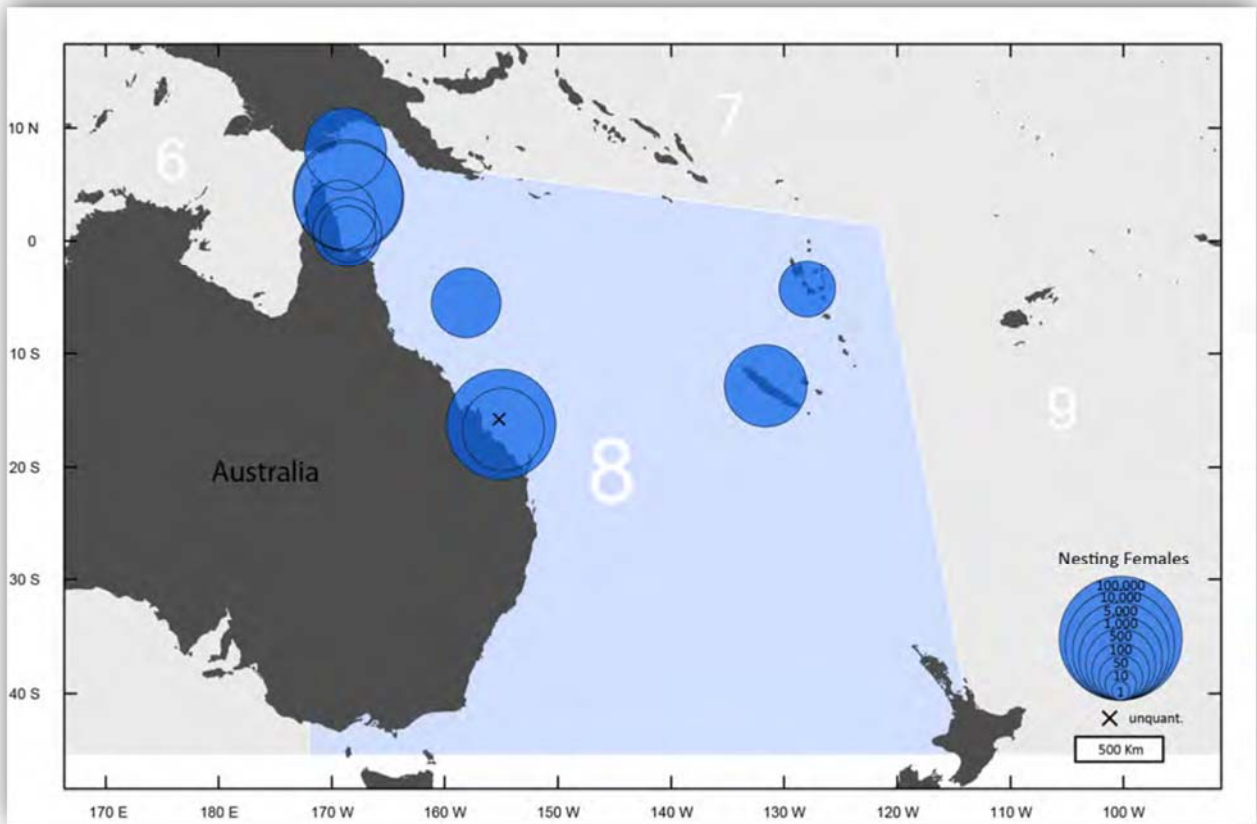 7
10 N
6
0
10 S
9
8
20 S
Australia
Nesting Females
30 S
100,000
10,000
5,000
1,000
500
100
50
10
1
40 S
× unquant.
500 Km
170 E 180 E 170 W 160 W 150 W 140 W 130 W 120 W 110 W 100 W